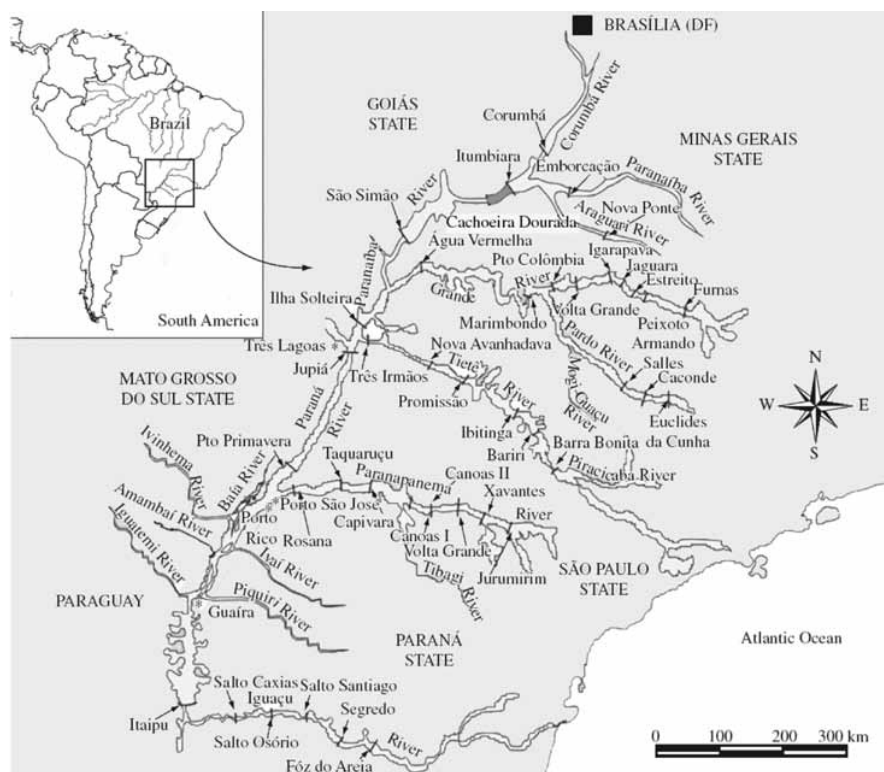 BRASÍLIA (DF)
Brazil
South America
GOIÁS
STATE
Corumbá
Corumbá River
MINAS GERAIS
STATE
Itumbiara
Emborcação
Paranaíba River
São Simão
River
Paranaíba
Cachoeira Dourada
Araguari River
Nova Ponte
Água Vermelha
Grande
River
Pto Colômbia
Igarapava
Jaguara
Estreito
Furnas
Ilha Solteira
Marimbondo
Volta Grande
Peixoto
Armando
Três Lagoas *
Jupiá
Três Irmãos
Nova Avanhadava
Tietê
River
Promissão
Pardo River
Mogi Guaçu
River
Salles
Caconde
Euclides
da Cunha
MATO GROSSO
DO SUL STATE
Paraná
River
Ibitinga
Bariri
Barra Bonita
Piracicaba River
N
W
E
S
Ivinhema
River
Pto Primavera
Baía River
Taquaruçu
Paranapanema
Canoas II
Xavantes
River
Amambaí River
Porto
Rico
**
Porto São José
Rosana
Capivara
Canoas I
Volta Grande
Jurumirim
Tibagi
River
Iguatemi River
Ivaí River
SÃO PAULO
STATE
PARAGUAY
Piquiri River
*
Guaíra
PARANÁ
STATE
Atlantic Ocean
Itaipu
Salto Caxias
Iguaçu
Salto Santiago
Salto Osório
Segredo
River
Fóz do Areia
0
100
200
300 km